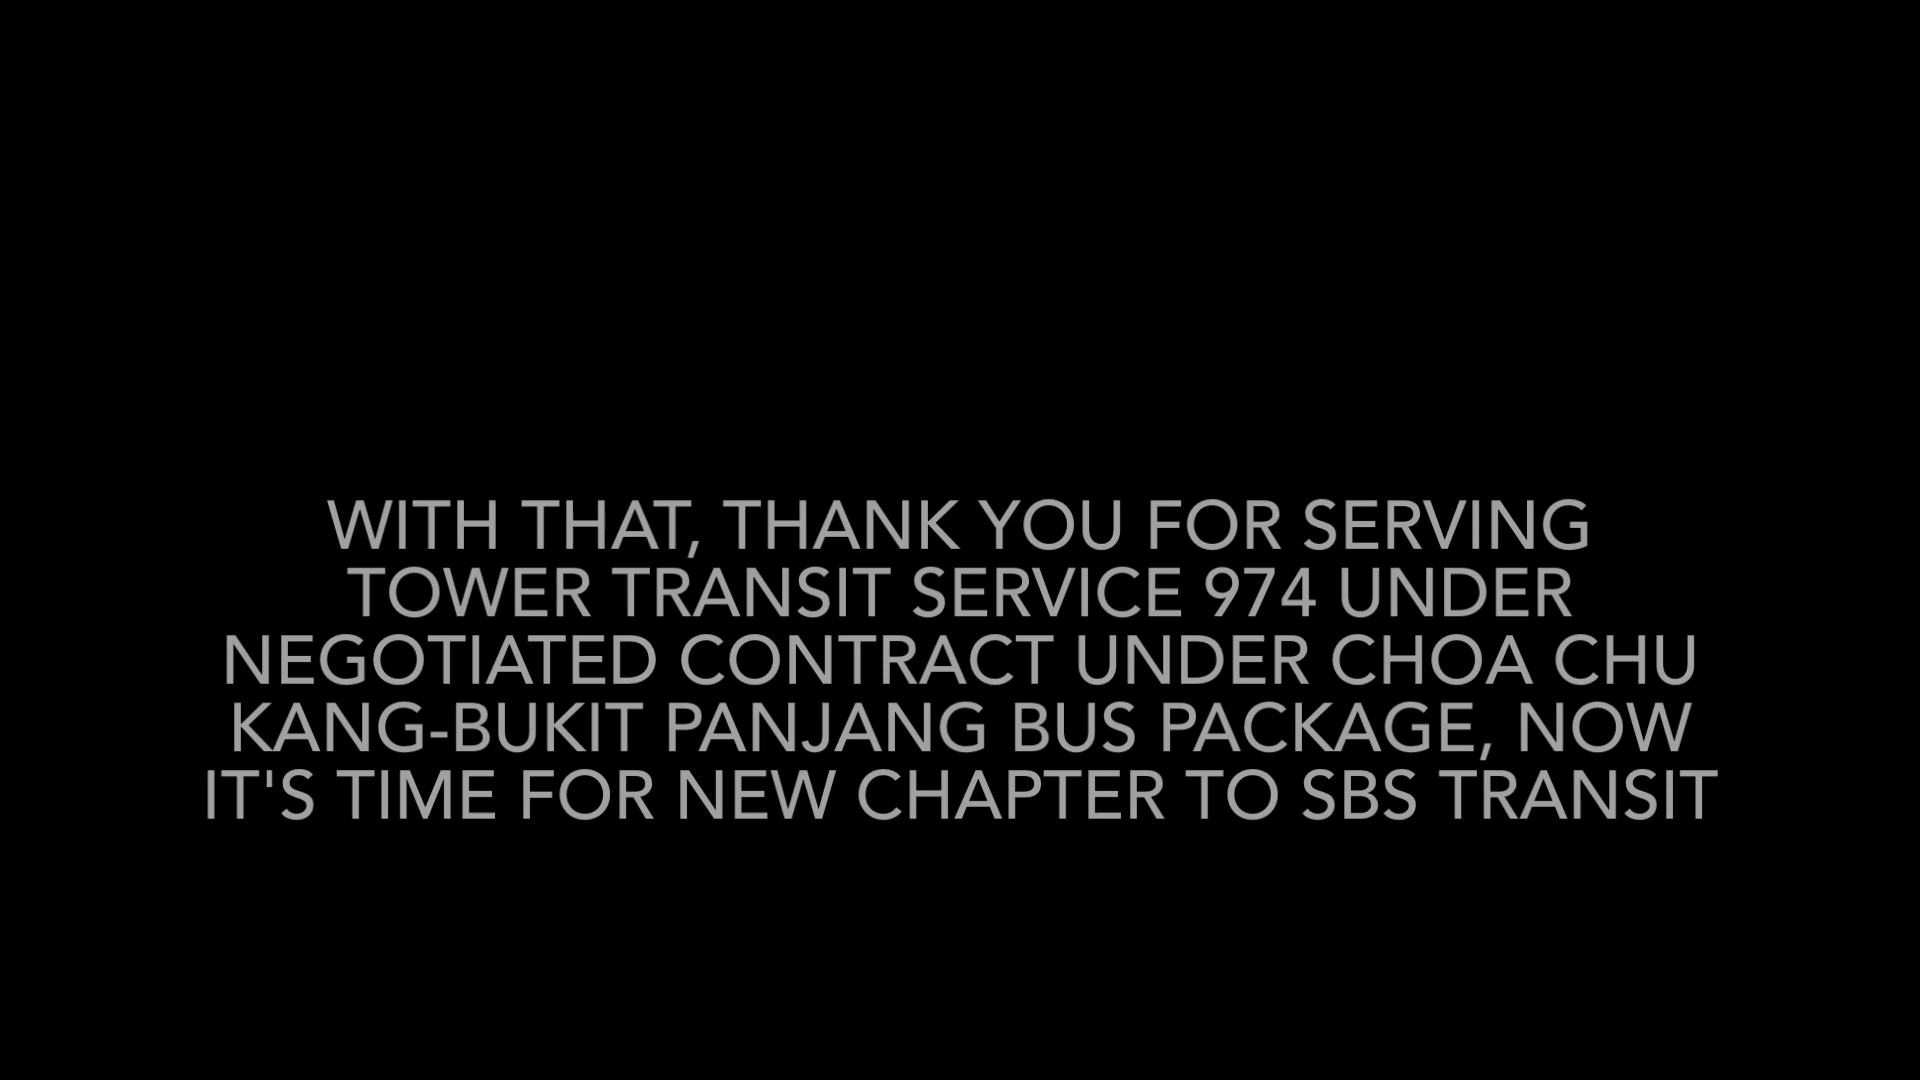 WITH THAT, THANK YOU FOR SERVING
TOWER TRANSIT SERVICE 974 UNDER
NEGOTIATED CONTRACT UNDER CHOA CHU
KANG-BUKIT PANJANG BUS PACKAGE, NOW
IT'S TIME FOR NEW CHAPTER TO SBS TRANSIT